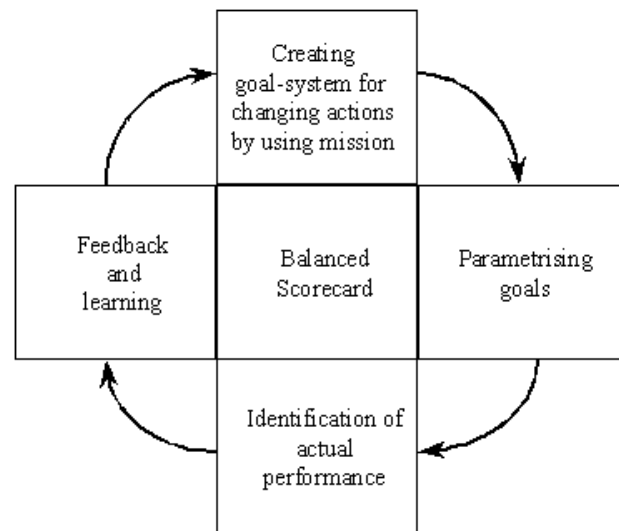 Creating
goal-system for
changing actions
by using mission
Feedback
and
learning
Balanced
Scorecard
Parametrising
goals
Identification of
actual
performance